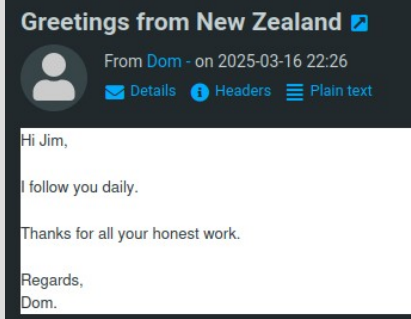 Greetings from New Zealand
From Dom - on 2025-03-16 22:26
Details Headers Plain text
Hi Jim,
I follow you daily.
Thanks for all your honest work.
Regards,
Dom.